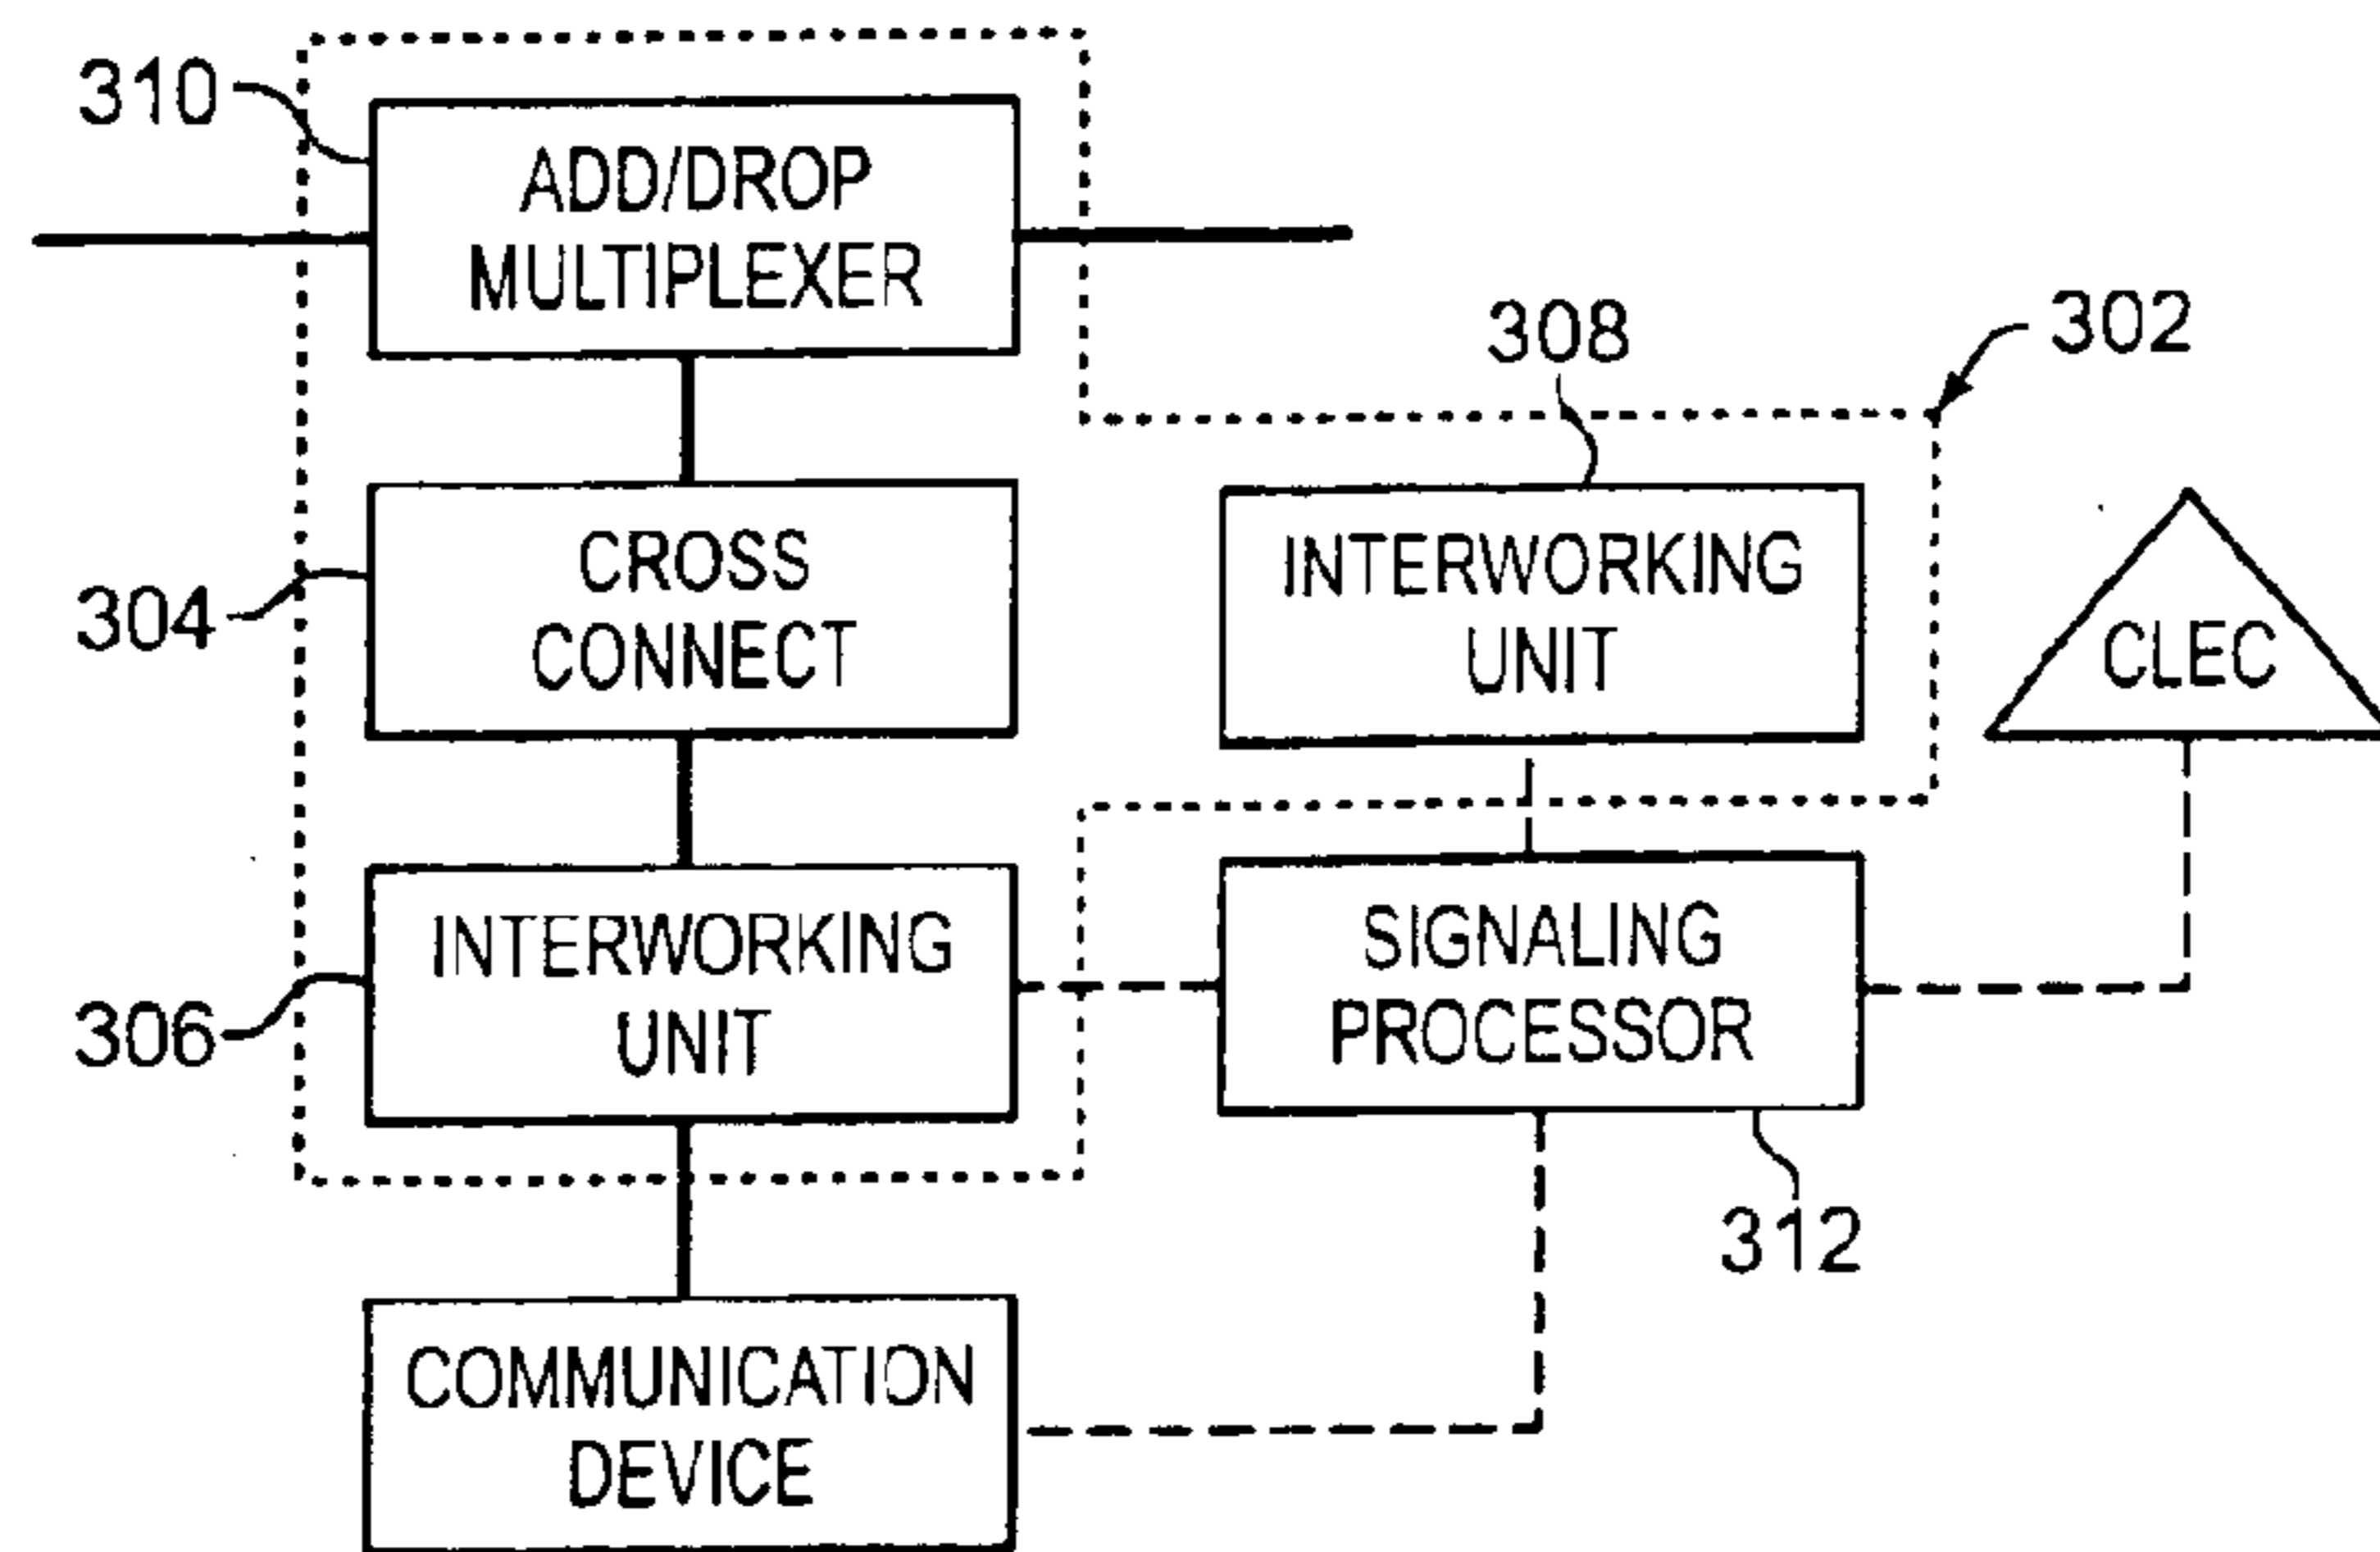 310
ADD/DROP
MULTIPLEXER
308
302
304
CROSS
CONNECT
INTERWORKING
UNIT
CLEC
306
INTERWORKING
UNIT
SIGNALING
PROCESSOR
312
COMMUNICATION
DEVICE